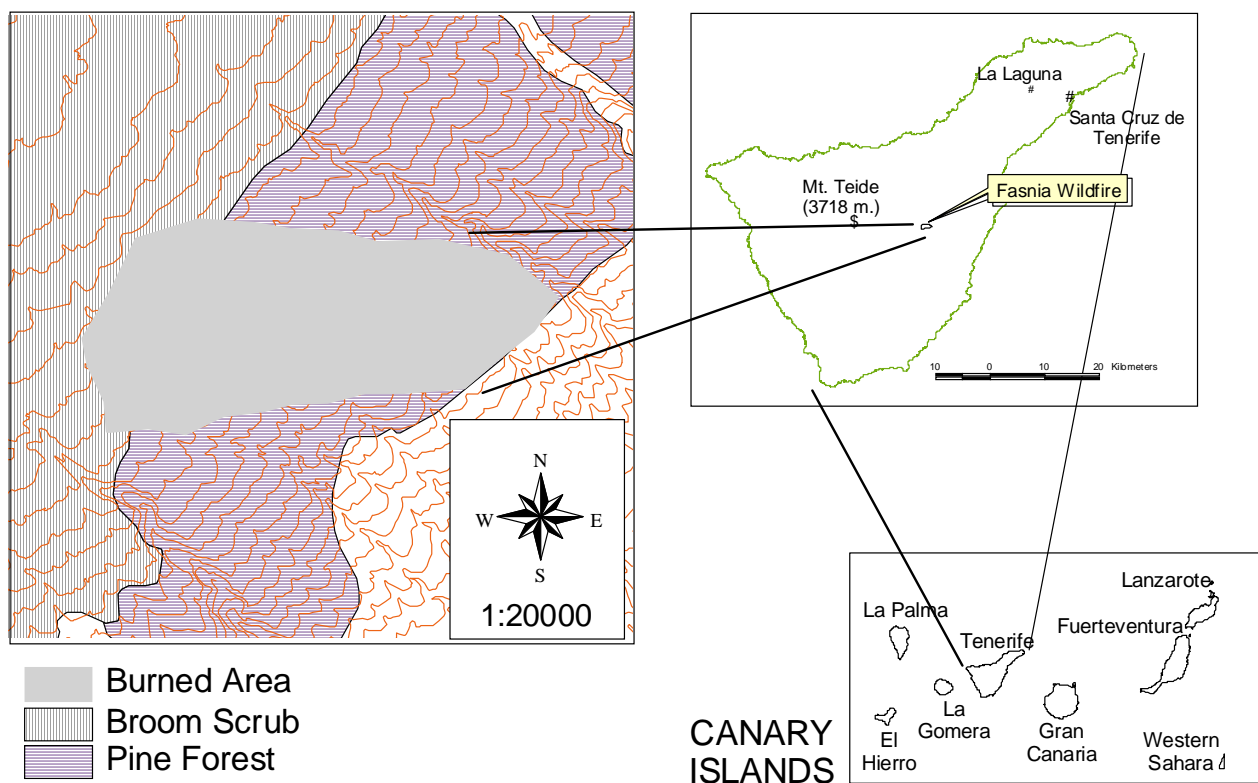 N
W
E
S
1:20000
Burned Area
Broom Scrub
Pine Forest
La Laguna
#
#
Santa Cruz de
Tenerife
Mt. Teide
(3718 m.)
$
Fasnia Wildfire
10 0 10 20 Kilometers
Lanzarote
La Palma
Fuerteventura
Tenerife
La
Gomera
Gran
Canaria
El
Hierro
Western
Sahara
CANARY
ISLANDS